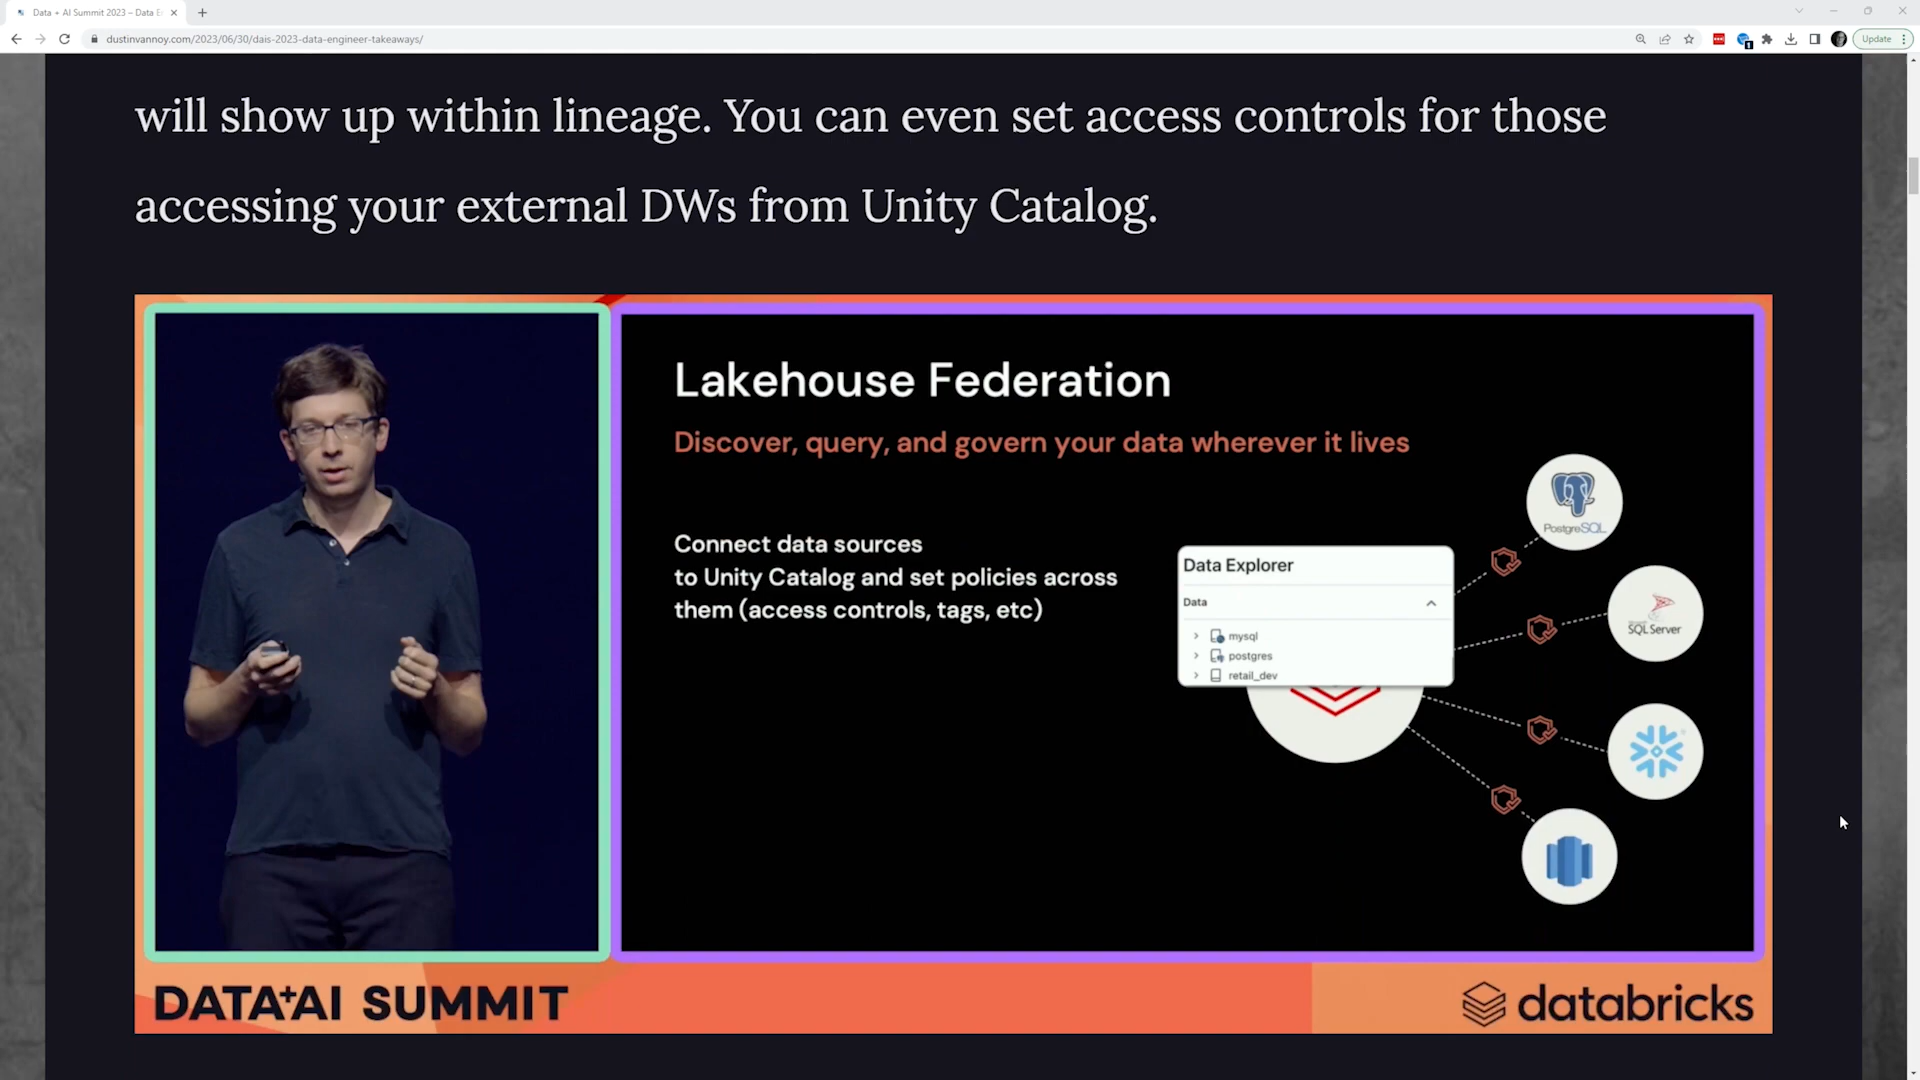 Data + AI Summit 2023 – Data E
dustinvannoy.com/2023/06/30/dais-2023-data-engineer-takeaways/
Update
will show up within lineage. You can even set access controls for those
accessing your external DWs from Unity Catalog.
Lakehouse Federation
Discover, query, and govern your data wherever it lives
Connect data sources
to Unity Catalog and set policies across
them (access controls, tags, etc)
Data Explorer
Data
mysql
postgres
retail_dev
PostgreSQL
SQL Server
DATA+AI SUMMIT
databricks